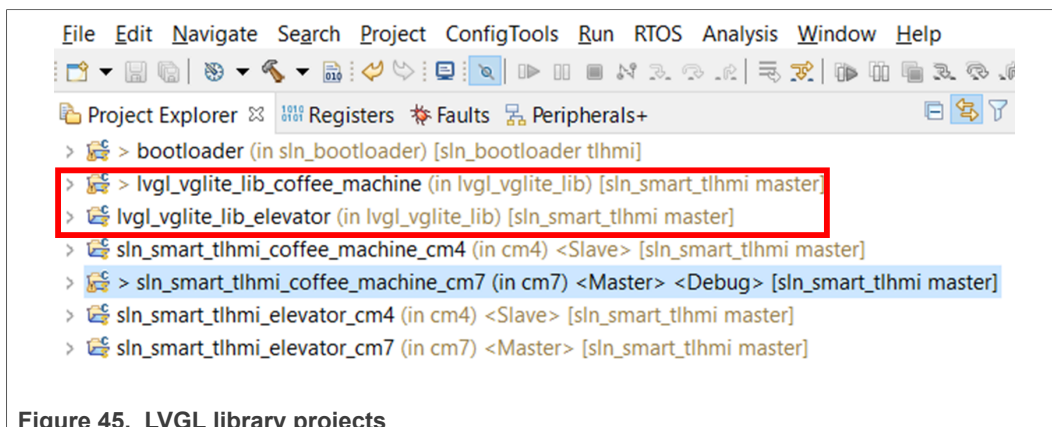 File Edit Navigate Search Project ConfigTools Run RTOS Analysis Window Help
Project Explorer Registers Faults Peripherals+
> bootloader (in sln_bootloader) [sln_bootloader tlhmi]
> lvgl_vglite_lib_coffee_machine (in lvgl_vglite_lib) [sln_smart_tlhmi master]
lvgl_vglite_lib_elevator (in lvgl_vglite_lib) [sln_smart_tlhmi master]
sln_smart_tlhmi_coffee_machine_cm4 (in cm4) <Slave> [sln_smart_tlhmi master]
> sln_smart_tlhmi_coffee_machine_cm7 (in cm7) <Master> <Debug> [sln_smart_tlhmi master]
sln_smart_tlhmi_elevator_cm4 (in cm4) <Slave> [sln_smart_tlhmi master]
sln_smart_tlhmi_elevator_cm7 (in cm7) <Master> [sln_smart_tlhmi master]
Figure 45. LVGL library projects